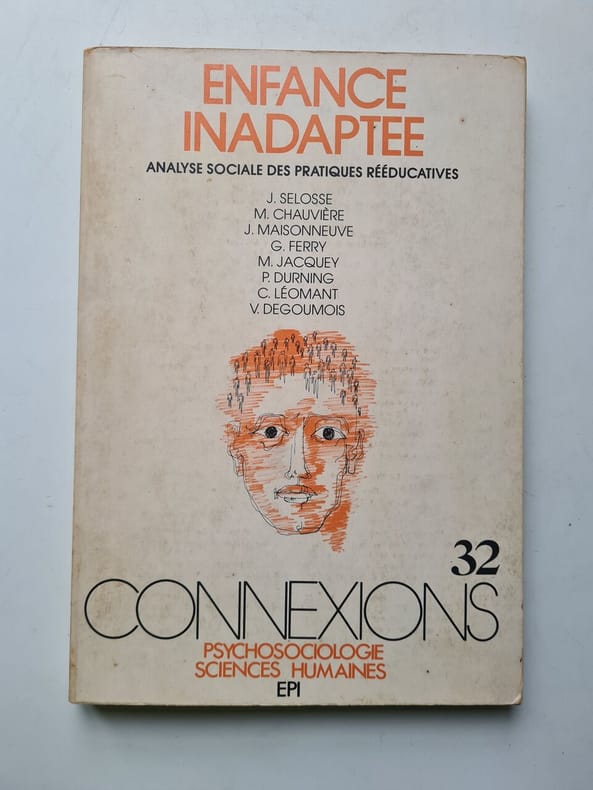 ENFANCE
INADAPTEE
ANALYSE SOCIALE DES PRATIQUES RÉÉDUCATIVES
J. SELOSSE
M. CHAUVIÈRE
J. MAISONNEUVE
G. FERRY
M. JACQUEY
P. DURNING
C. LÉOMANT
V. DEGOUMOIS
32
CONNEXIONS
PSYCHOSOCIOLOGIE
SCIENCES HUMAINES
EPI